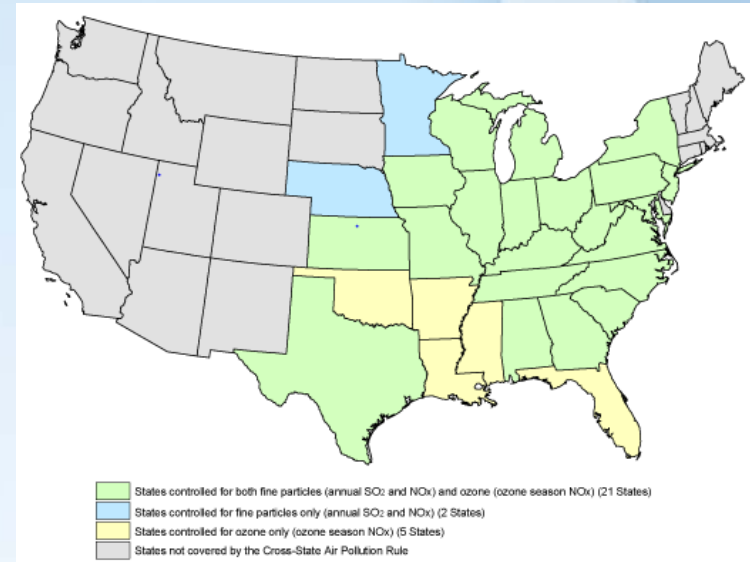 States controlled for both fine particles (annual SO2 and NOx) and ozone (ozone season NOx) (21 States)
States controlled for fine particles only (annual SO2 and NOx) (2 States)
States controlled for ozone only (ozone season NOx) (5 States)
States not covered by the Cross-State Air Pollution Rule